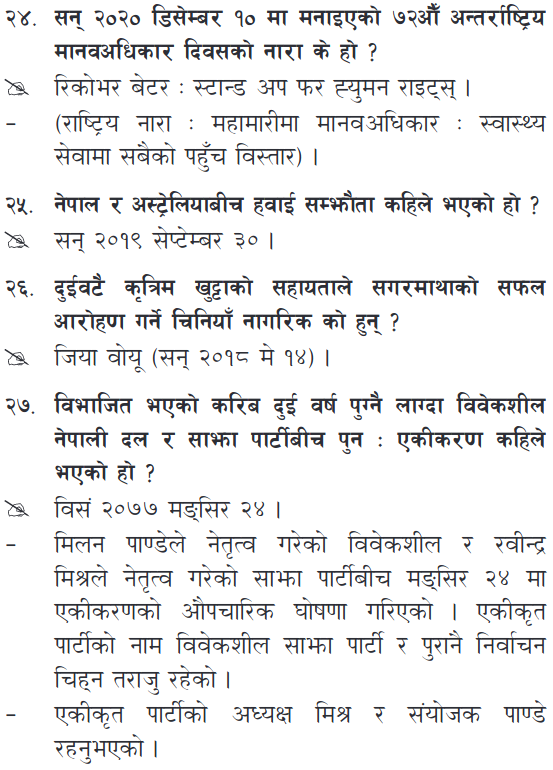 २४. सन् २०२० डिसेम्बर १० मा मनाइएको ७२औँ अन्तर्राष्ट्रिय
मानवअधिकार दिवसको नारा के हो ?
रिकोभर बेटर : स्टान्ड अप फर ह्युमन राइट्स् ।
– (राष्ट्रिय नारा : महामारीमा मानवअधिकार : स्वास्थ्य
सेवामा सबैको पहुँच विस्तार) ।
२५. नेपाल र अस्ट्रेलियाबीच हवाई सम्झौता कहिले भएको हो ?
सन् २०१९ सेप्टेम्बर ३० ।
२६. दुईवटै कृत्रिम खुट्टाको सहायताले सगरमाथाको सफल
आरोहण गर्ने चिनियाँ नागरिक को हुन् ?
जिया वोयू (सन् २०१८ मे १४) ।
२७. विभाजित भएको करिब दुई वर्ष पुग्नै लाग्दा विवेकशील
नेपाली दल र साझा पार्टीबीच पुन : एकीकरण कहिले
भएको हो ?
विसं २०७७ मङ्सिर २४ ।
– मिलन पाण्डेले नेतृत्व गरेको विवेकशील र रवीन्द्र
मिश्रले नेतृत्व गरेको साझा पार्टीबीच मङ्सिर २४ मा
एकीकरणको औपचारिक घोषणा गरिएको । एकीकृत
पार्टीको नाम विवेकशील साझा पार्टी र पुरानै निर्वाचन
चिह्न तराजु रहेको ।
– एकीकृत पार्टीको अध्यक्ष मिश्र र संयोजक पाण्डे
रहनुभएको ।